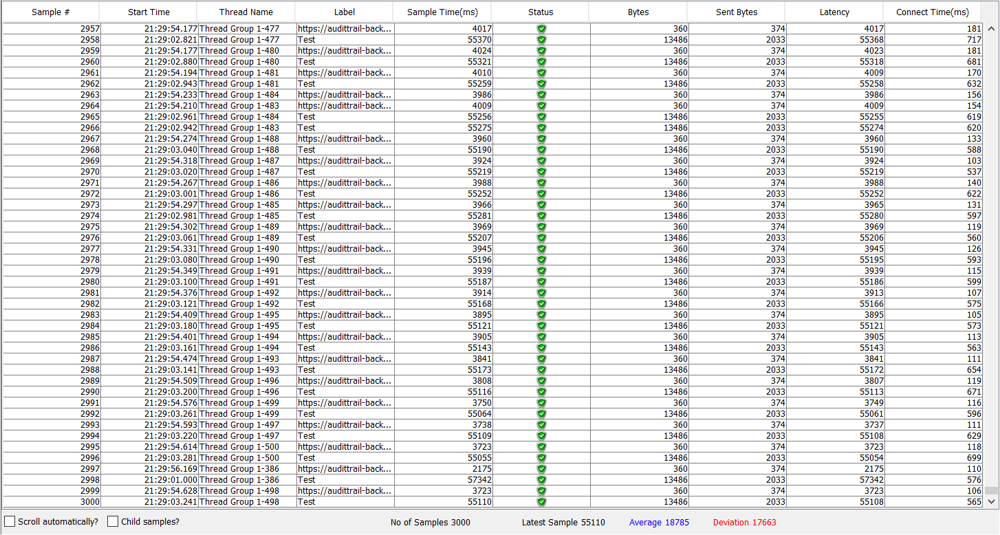 Sample # Start Time Thread Name Label Sample Time(ms) Status Bytes Sent Bytes Latency Connect Time(ms)
2957 21:29:54.177 Thread Group 1-477 https://audittrail-back... 4017 360 374 4017 181
2958 21:29:02.821 Thread Group 1-477 Test 55370 13486 2033 55368 717
2959 21:29:54.177 Thread Group 1-480 https://audittrail-back... 4024 360 374 4023 181
2960 21:29:02.880 Thread Group 1-480 Test 55321 13486 2033 55318 681
2961 21:29:54.194 Thread Group 1-481 https://audittrail-back... 4010 360 374 4009 170
2962 21:29:02.943 Thread Group 1-481 Test 55259 13486 2033 55258 632
2963 21:29:54.233 Thread Group 1-484 https://audittrail-back... 3986 360 374 3986 156
2964 21:29:54.210 Thread Group 1-483 https://audittrail-back... 4009 360 374 4009 154
2965 21:29:02.961 Thread Group 1-484 Test 55256 13486 2033 55255 619
2966 21:29:02.942 Thread Group 1-483 Test 55275 13486 2033 55274 620
2967 21:29:54.274 Thread Group 1-488 https://audittrail-back... 3960 360 374 3960 133
2968 21:29:03.040 Thread Group 1-488 Test 55190 13486 2033 55190 588
2969 21:29:54.318 Thread Group 1-487 https://audittrail-back... 3924 360 374 3924 103
2970 21:29:03.020 Thread Group 1-487 Test 55219 13486 2033 55219 537
2971 21:29:54.267 Thread Group 1-486 https://audittrail-back... 3988 360 374 3988 140
2972 21:29:03.001 Thread Group 1-486 Test 55252 13486 2033 55252 622
2973 21:29:54.297 Thread Group 1-485 https://audittrail-back... 3966 360 374 3965 131
2974 21:29:02.981 Thread Group 1-485 Test 55281 13486 2033 55280 597
2975 21:29:54.302 Thread Group 1-489 https://audittrail-back... 3969 360 374 3969 119
2976 21:29:03.061 Thread Group 1-489 Test 55207 13486 2033 55206 560
2977 21:29:54.331 Thread Group 1-490 https://audittrail-back... 3945 360 374 3945 126
2978 21:29:03.080 Thread Group 1-490 Test 55196 13486 2033 55195 593
2979 21:29:54.349 Thread Group 1-491 https://audittrail-back... 3939 360 374 3939 115
2980 21:29:03.100 Thread Group 1-491 Test 55187 13486 2033 55186 599
2981 21:29:54.376 Thread Group 1-492 https://audittrail-back... 3914 360 374 3913 107
2982 21:29:03.121 Thread Group 1-492 Test 55168 13486 2033 55166 575
2983 21:29:54.409 Thread Group 1-495 https://audittrail-back... 3895 360 374 3895 105
2984 21:29:03.180 Thread Group 1-495 Test 55121 13486 2033 55121 573
2985 21:29:54.401 Thread Group 1-494 https://audittrail-back... 3905 360 374 3905 113
2986 21:29:03.161 Thread Group 1-494 Test 55143 13486 2033 55143 563
2987 21:29:54.474 Thread Group 1-493 https://audittrail-back... 3841 360 374 3841 111
2988 21:29:03.141 Thread Group 1-493 Test 55173 13486 2033 55172 654
2989 21:29:54.509 Thread Group 1-496 https://audittrail-back... 3808 360 374 3807 119
2990 21:29:03.200 Thread Group 1-496 Test 55116 13486 2033 55113 671
2991 21:29:54.576 Thread Group 1-499 https://audittrail-back... 3750 360 374 3749 116
2992 21:29:03.261 Thread Group 1-499 Test 55064 13486 2033 55061 596
2993 21:29:54.593 Thread Group 1-497 https://audittrail-back... 3738 360 374 3737 111
2994 21:29:03.220 Thread Group 1-497 Test 55109 13486 2033 55108 629
2995 21:29:54.614 Thread Group 1-500 https://audittrail-back... 3723 360 374 3723 118
2996 21:29:03.281 Thread Group 1-500 Test 55055 13486 2033 55054 699
2997 21:29:56.169 Thread Group 1-386 https://audittrail-back... 2175 360 374 2175 110
2998 21:29:01.000 Thread Group 1-386 Test 57342 13486 2033 57342 576
2999 21:29:54.628 Thread Group 1-498 https://audittrail-back... 3723 360 374 3723 106
3000 21:29:03.241 Thread Group 1-498 Test 55110 13486 2033 55108 565
Scroll automatically? Child samples? No of Samples 3000 Latest Sample 55110 Average 18785 Deviation 17663